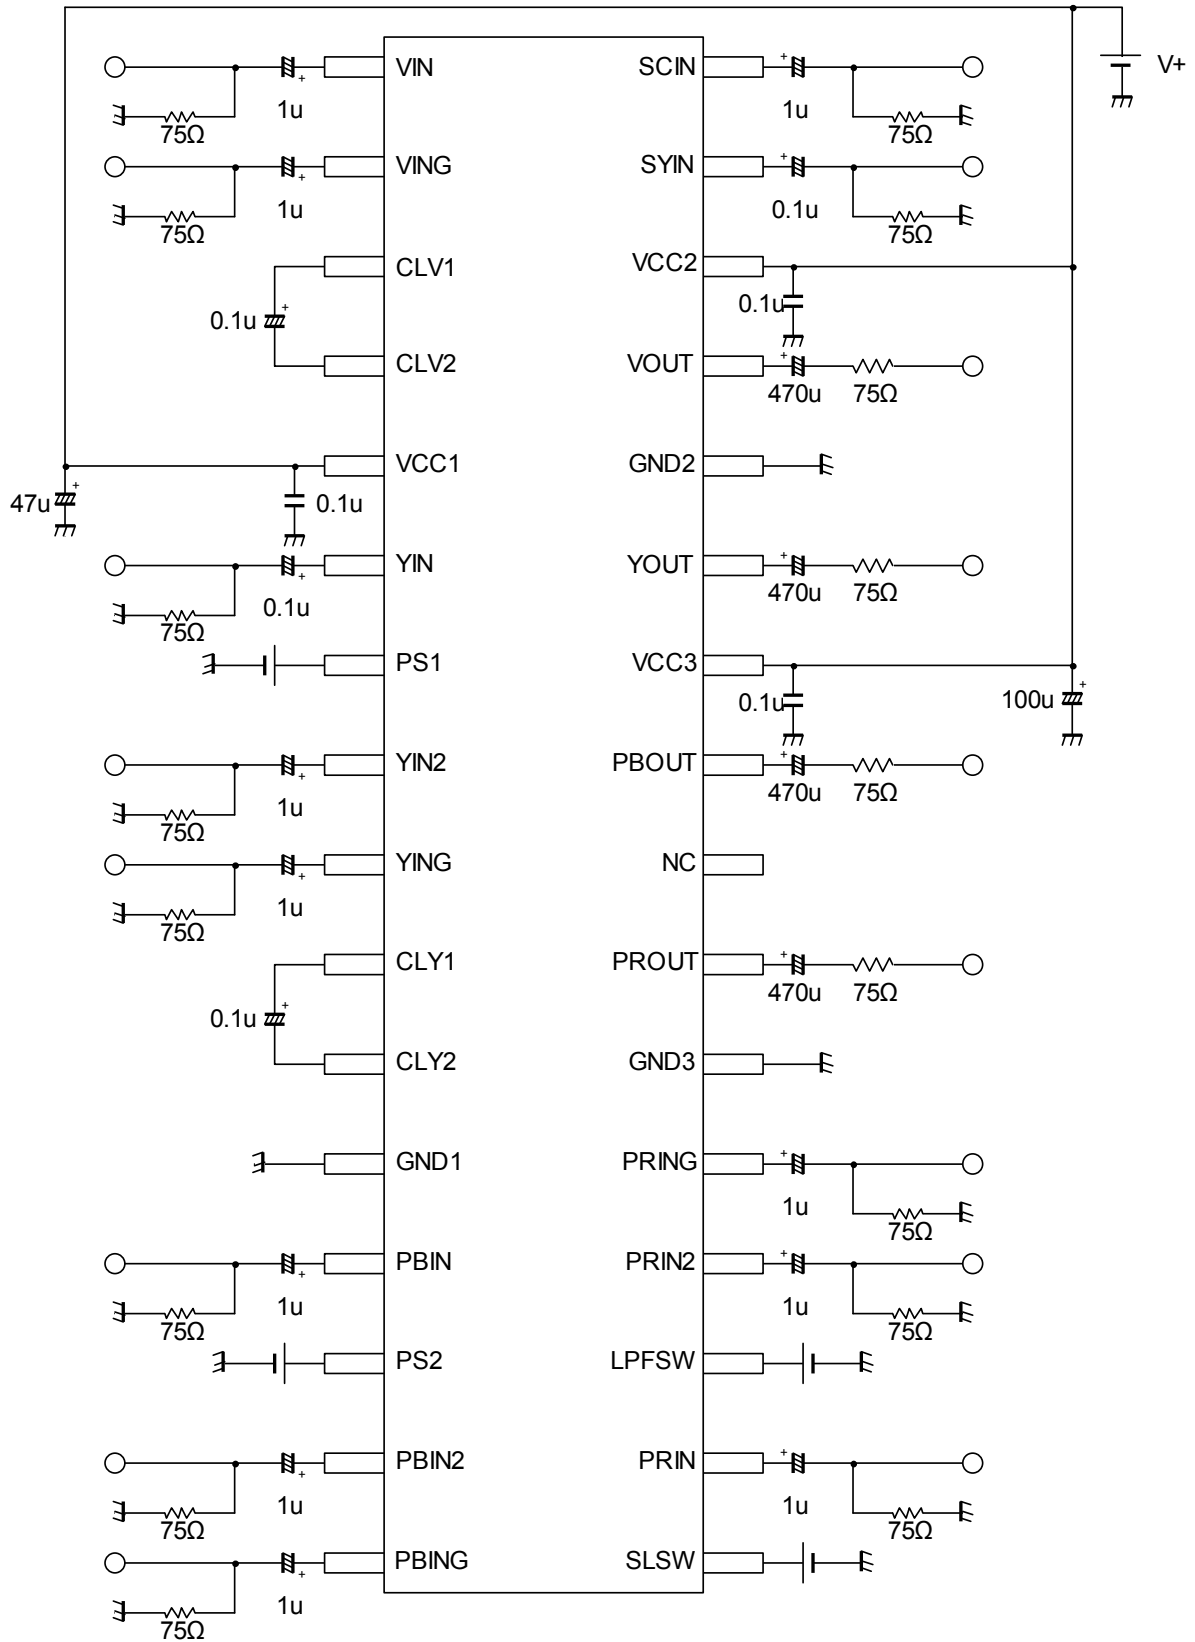 V+
VIN
SCIN
1u
1u
75Ω
75Ω
VING
SYIN
1u
0.1u
75Ω
75Ω
CLV1
VCC2
0.1u
0.1u
CLV2
VOUT
470u
75Ω
VCC1
GND2
47u
0.1u
YIN
YOUT
0.1u
470u
75Ω
75Ω
PS1
VCC3
0.1u
100u
YIN2
PBOUT
1u
470u
75Ω
75Ω
YING
NC
1u
75Ω
CLY1
PROUT
0.1u
470u
75Ω
CLY2
GND3
GND1
PRING
1u
75Ω
PBIN
PRIN2
1u
1u
75Ω
75Ω
PS2
LPFSW
PBIN2
PRIN
1u
1u
75Ω
75Ω
PBING
SLSW
1u
75Ω